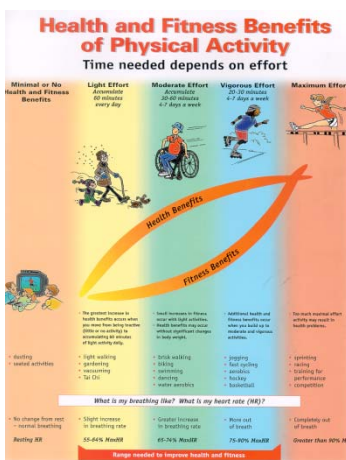 Health and Fitness Benefits
of Physical Activity
Time needed depends on effort
Minimal or No
Health and Fitness
Benefits
Light Effort
Accumulate
60 minutes
every day
Moderate Effort
Accumulate
30-60 minutes
4-7 days a week
Vigorous Effort
20-30 minutes
4-7 days a week
Maximum Effort
Health Benefits
Fitness Benefits
• The greatest increase in
health benefits occurs when
you move from being inactive
(little or no activity) to
accumulating 60 minutes
of light activity daily.
• Small increases in fitness
occur with light activities.
Health benefits may occur
without significant changes
in body weight.
• Additional health and
fitness benefits occur
when you build up to
moderate and vigorous
activities.
• Too much maximal effort
activity may result in
health problems.
• dusting
• seated activities
• light walking
• gardening
• vacuuming
• Tai Chi
• brisk walking
• biking
• swimming
• dancing
• water aerobics
• jogging
• fast cycling
• aerobics
• hockey
• basketball
• sprinting
• racing
• training for
performance
• competition
What is my breathing like? What is my heart rate (HR)?
• No change from rest
- normal breathing
• Slight increase
in breathing rate
• Greater increase
in breathing rate
• More out
of breath
• Completely out
of breath
Resting HR
55-64% MaxHR
65-74% MaxHR
75-90% MaxHR
Greater than 90% M
Range needed to improve health and fitness